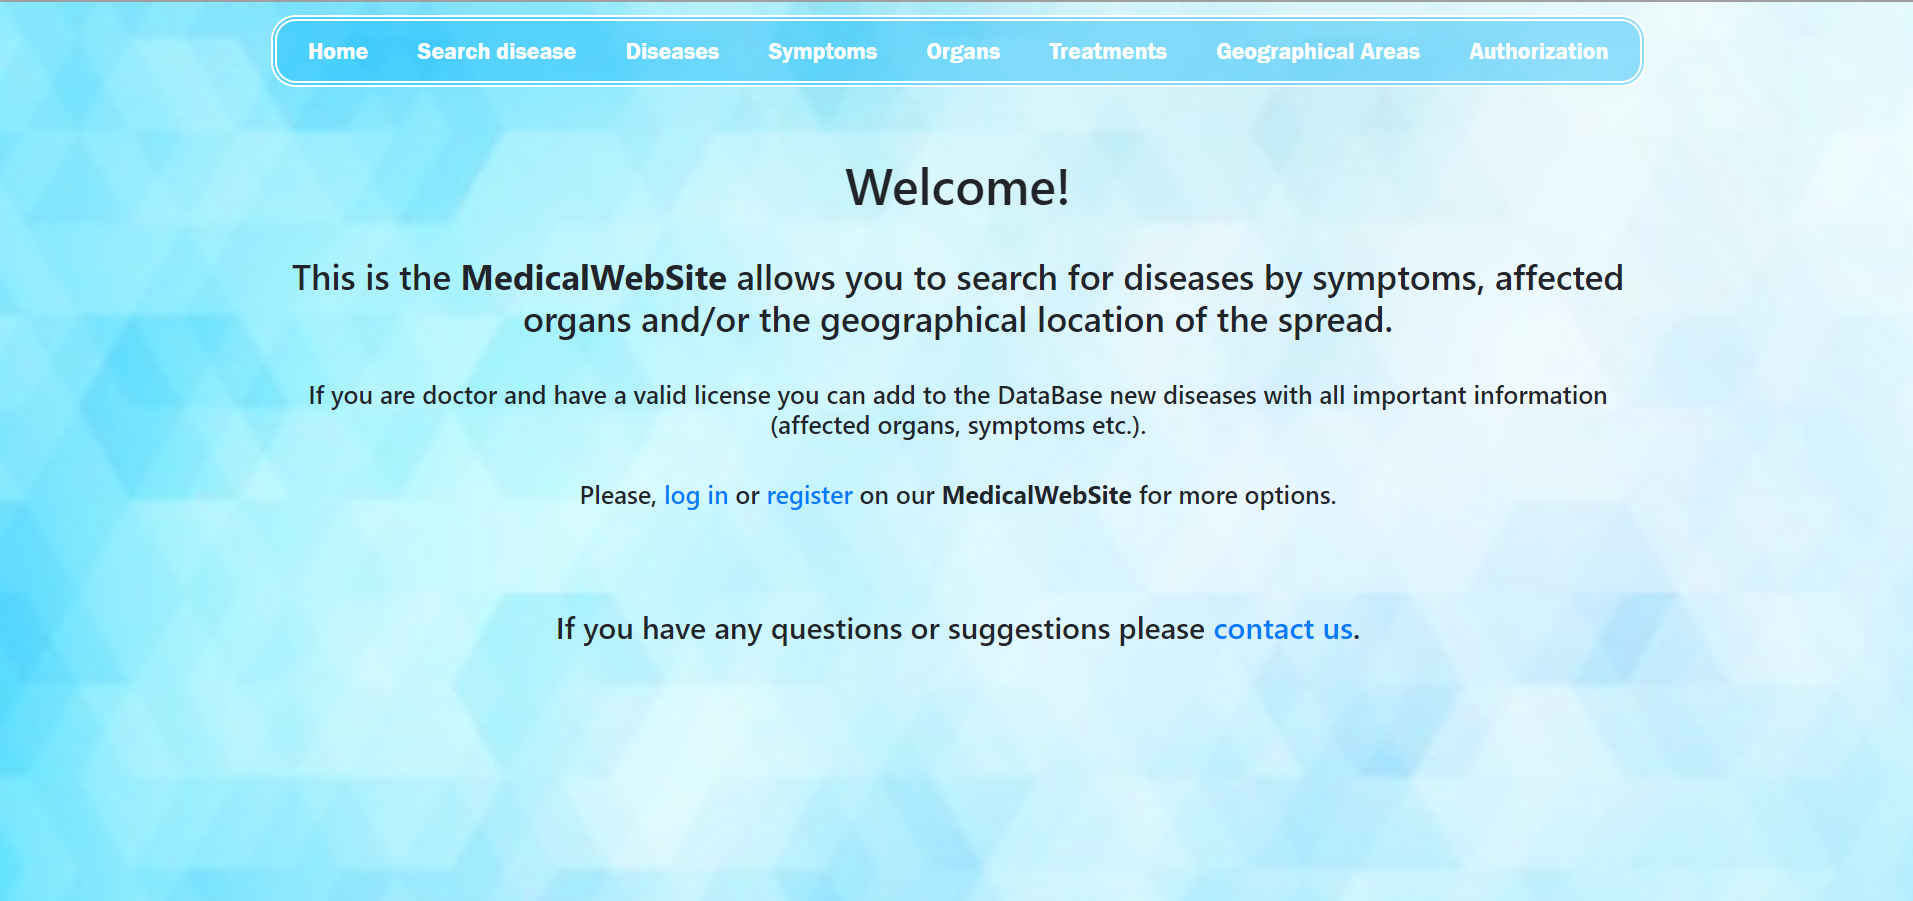 Home Search disease Diseases Symptoms Organs Treatments Geographical Areas Authorization
Welcome!
This is the MedicalWebSite allows you to search for diseases by symptoms, affected
organs and/or the geographical location of the spread.
If you are doctor and have a valid license you can add to the DataBase new diseases with all important information
(affected organs, symptoms etc.).
Please, log in or register on our MedicalWebSite for more options.
If you have any questions or suggestions please contact us.